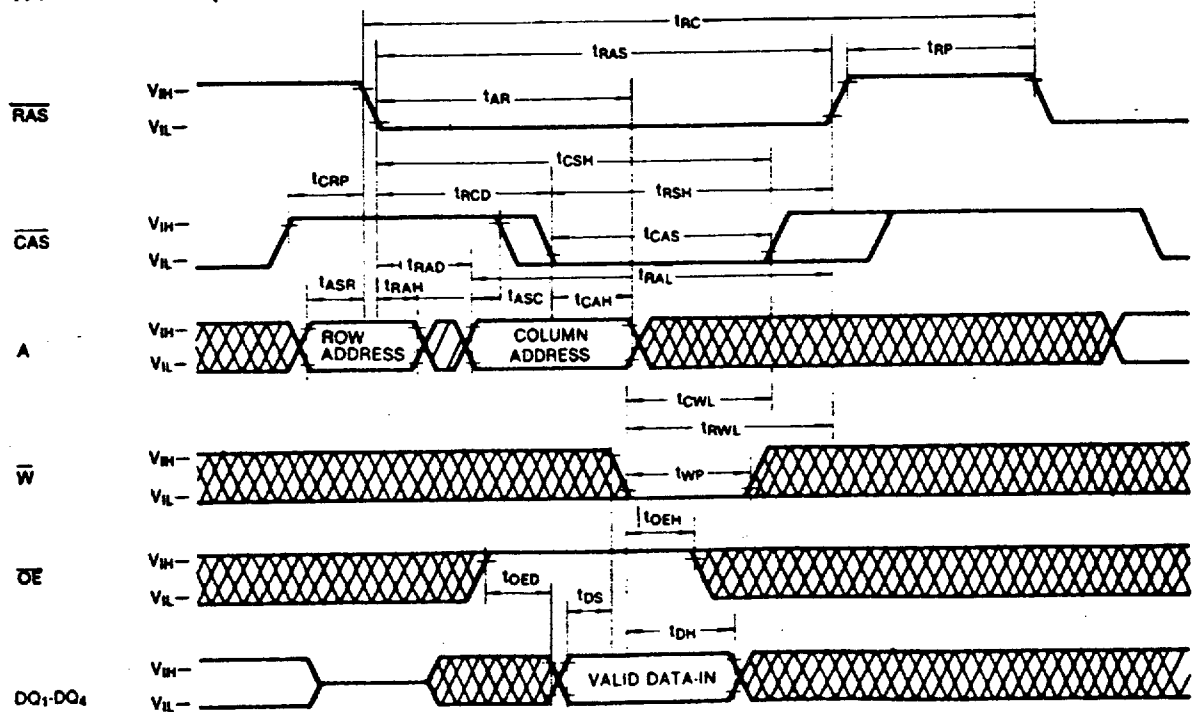 tRC
tRAS
tRP
VIH—
tAR
RAS
VIL—
tCSH
tCRP
tRCD
tRSH
VIH—
CAS
tCAS
VIL—
tRAD
tRAL
tASR
tRAH
tASC
tCAH
VIH—
A
ROW ADDRESS
COLUMN ADDRESS
VIL—
tCWL
tRWL
VIH—
W
tWP
VIL—
tOEH
VIH—
OE
tOED
VIL—
tDS
tDH
VIH—
VALID DATA-IN
DQ1-DQ4
VIL—